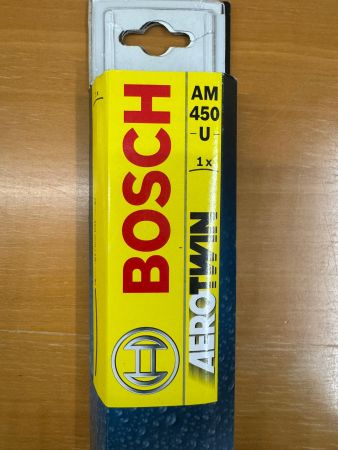 BOSCH
AM
450
U
1x
AEROTWIN